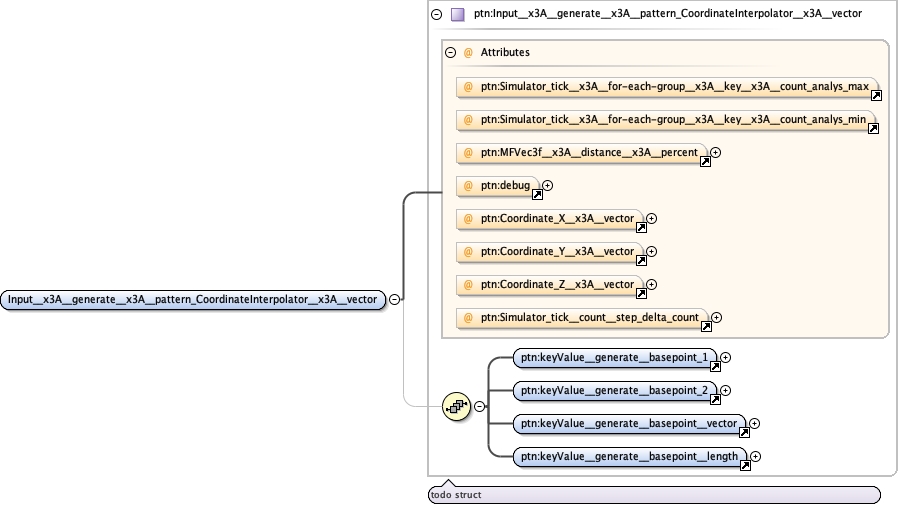 ptn:Input__x3A__generate__x3A__pattern_CoordinateInterpolator__x3A__vector
@ Attributes
@ ptn:Simulator_tick__x3A__for-each-group__x3A__key__x3A__count_analys_max
@ ptn:Simulator_tick__x3A__for-each-group__x3A__key__x3A__count_analys_min
@ ptn:MFVec3f__x3A__distance__x3A__percent
@ ptn:debug
@ ptn:Coordinate_X__x3A__vector
@ ptn:Coordinate_Y__x3A__vector
@ ptn:Coordinate_Z__x3A__vector
@ ptn:Simulator_tick__count__step_delta_count
Input__x3A__generate__x3A__pattern_CoordinateInterpolator__x3A__vector
ptn:keyValue__generate__basepoint_1
ptn:keyValue__generate__basepoint_2
ptn:keyValue__generate__basepoint__vector
ptn:keyValue__generate__basepoint__length
todo struct